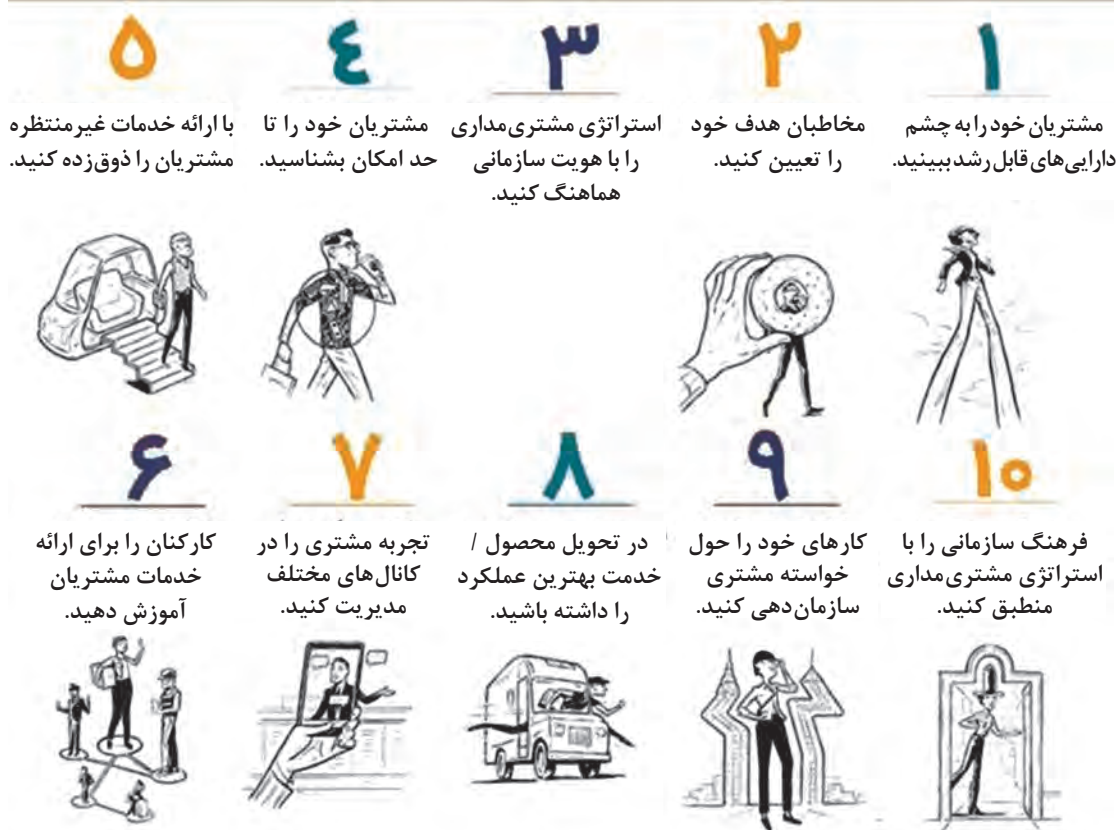 ۱
مشتریان خود را به چشم
دارایی‌های قابل رشد ببینید.
۲
مخاطبان هدف خود
را تعیین کنید.
۳
استراتژی مشتری‌مداری
را با هویت سازمانی
هماهنگ کنید.
۴
مشتریان خود را تا
حد امکان بشناسید.
۵
با ارائه خدمات غیرمنتظره
مشتریان را ذوق‌زده کنید.
۶
کارکنان را برای ارائه
خدمات مشتریان
آموزش دهید.
۷
تجربه مشتری را در
کانال‌های مختلف
مدیریت کنید.
۸
در تحویل محصول /
خدمت بهترین عملکرد
را داشته باشید.
۹
کارهای خود را حول
خواسته مشتری
سازمان‌دهی کنید.
۱۰
فرهنگ سازمانی را با
استراتژی مشتری‌مداری
منطبق کنید.